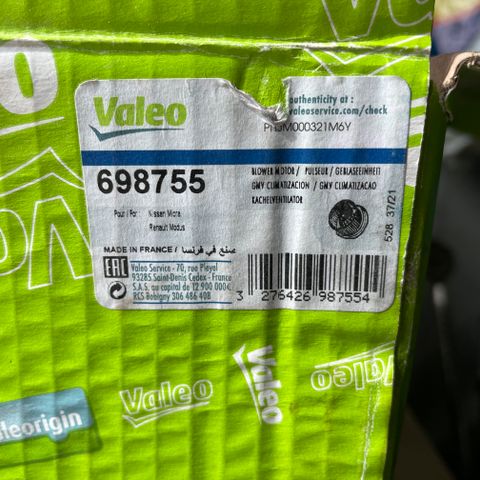 Valeo
authenticity at :
valeoservice.com/check
698755
BLOWER MOTOR / PULSEUR / GEBLASEEINHEIT
GMV CLIMATIZACION / GMV CLIMATIZACAO
KACHELVENTILATOR
Pour / For : Nissan Micra
Renault Modus
528 37/21
MADE IN FRANCE / صنع في فرنسا
EAC
Valeo Service - 70, rue Pleyel
93285 Saint-Denis Cedex - France
S.A.S. au capital de 12 900 000€
RCS Bobigny 306 486 408
3 276426 987554
Valeo
Valeo
Valeo